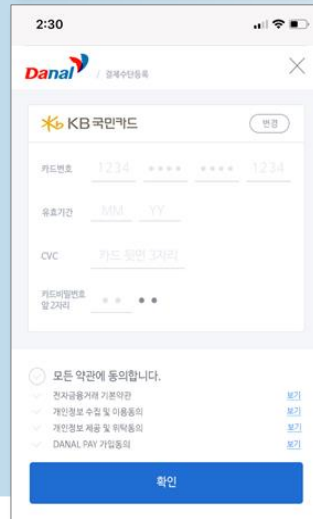 2:30
Danal / 결제수단등록
KB 국민카드 변경
카드번호 1234 •••• •••• 1234
유효기간 MM YY
CVC 카드 뒷면 3자리
카드비밀번호
앞 2자리 •• ••
모든 약관에 동의합니다.
전자금융거래 기본약관 보기
개인정보 수집 및 이용동의 보기
개인정보 제공 및 위탁동의 보기
DANAL PAY 가입동의 보기
확인